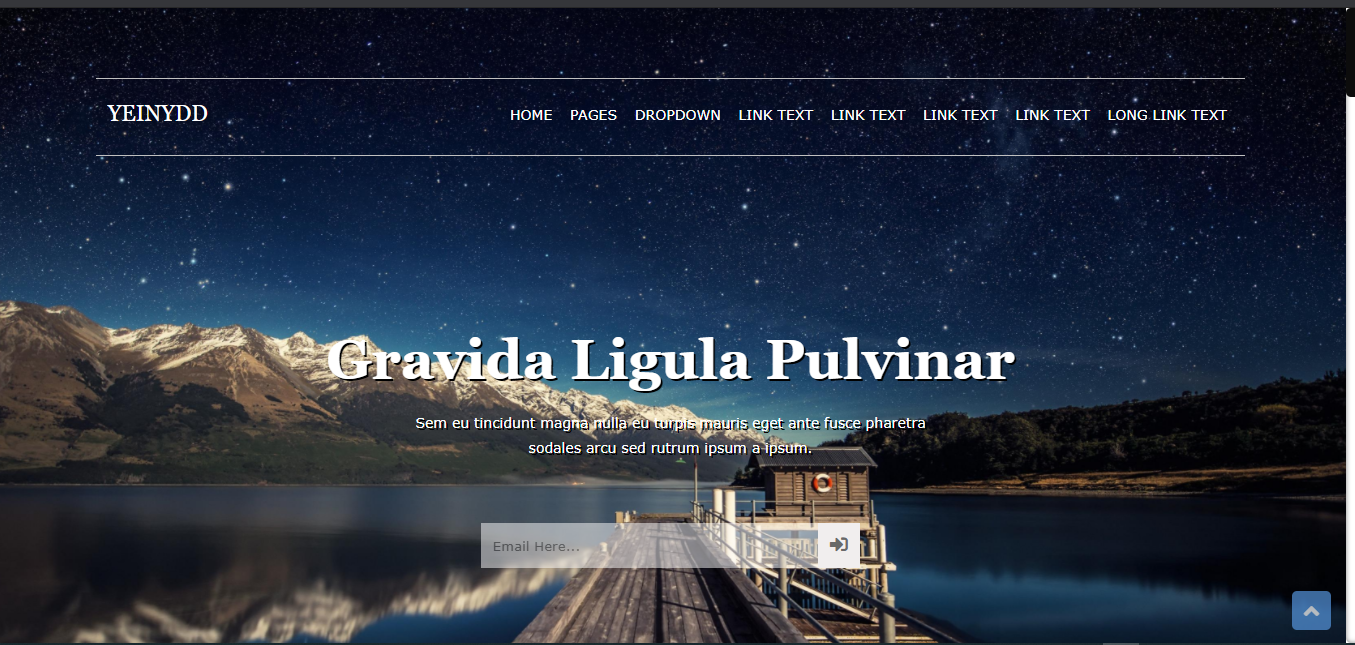 YEINYDD
HOME PAGES DROPDOWN LINK TEXT LINK TEXT LINK TEXT LINK TEXT LONG LINK TEXT
Gravida Ligula Pulvinar
Sem eu tincidunt magna nulla eu turpis mauris eget ante fusce pharetra
sodales arcu sed rutrum ipsum a ipsum.
Email Here...